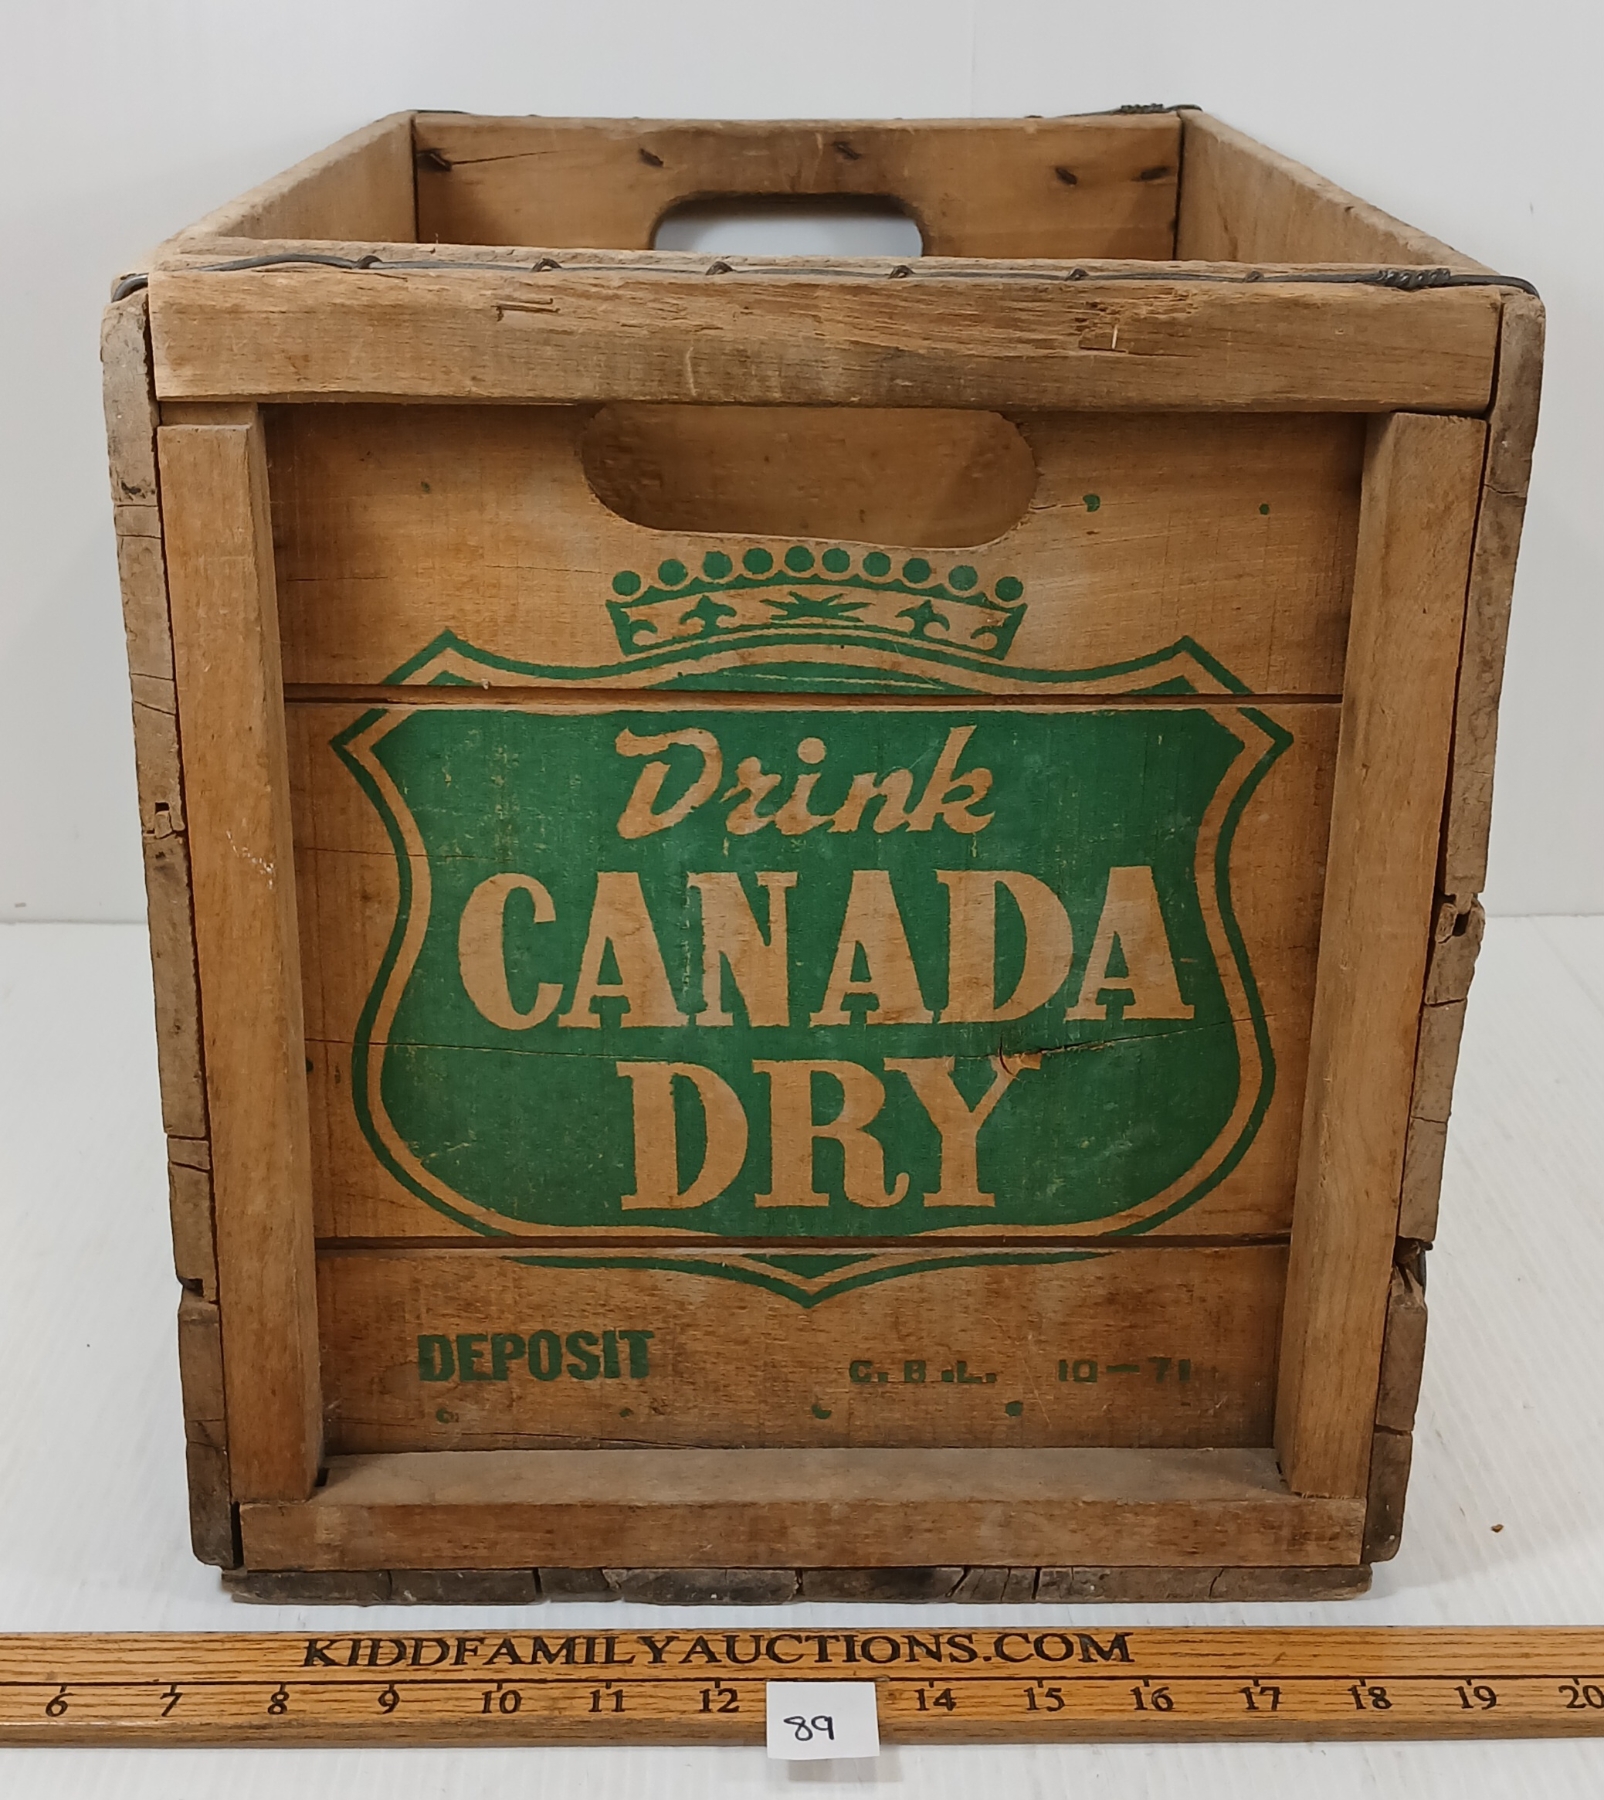 Drink
CANADA
DRY
DEPOSIT C.B.L. 10-71
KIDDFAMILYAUCTIONS.COM
6 7 8 9 10 11 12 14 15 16 17 18 19 20
89